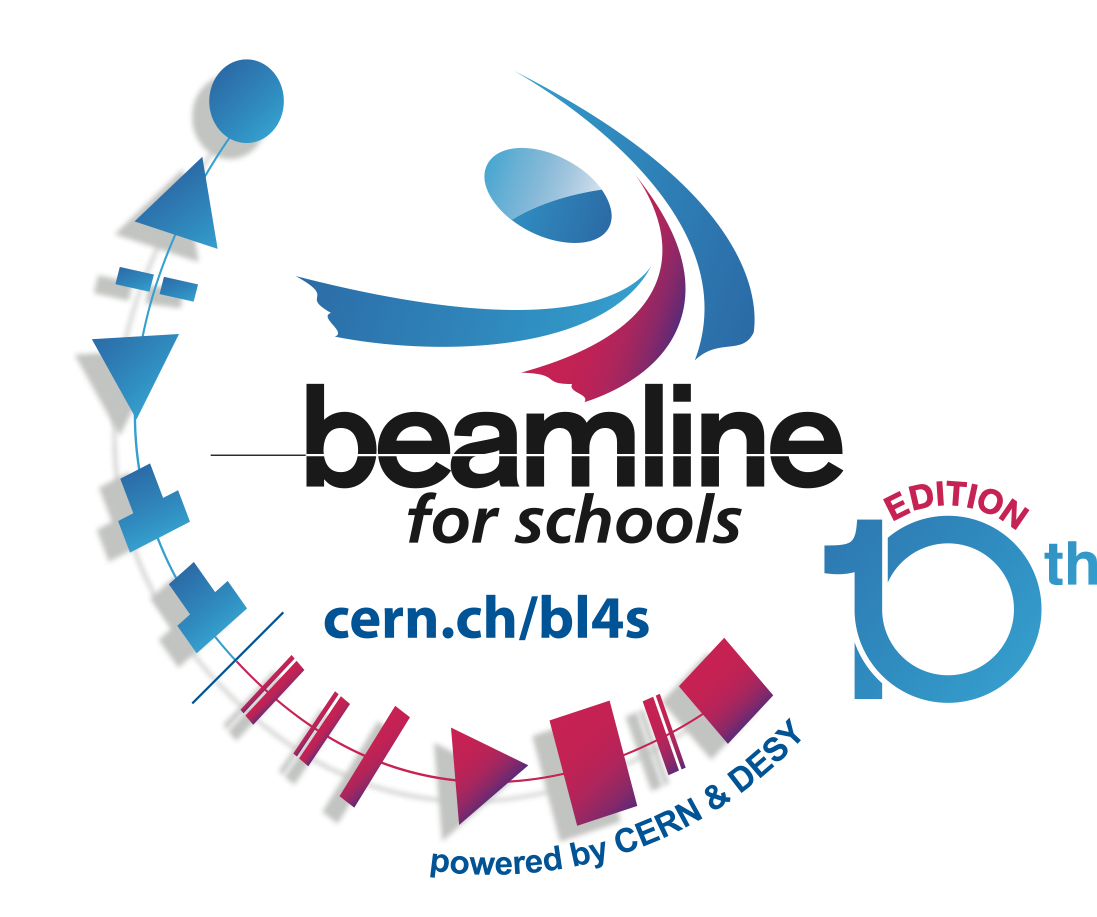 beamline
for schools
EDITION
10th
cern.ch/bl4s
powered by CERN & DESY